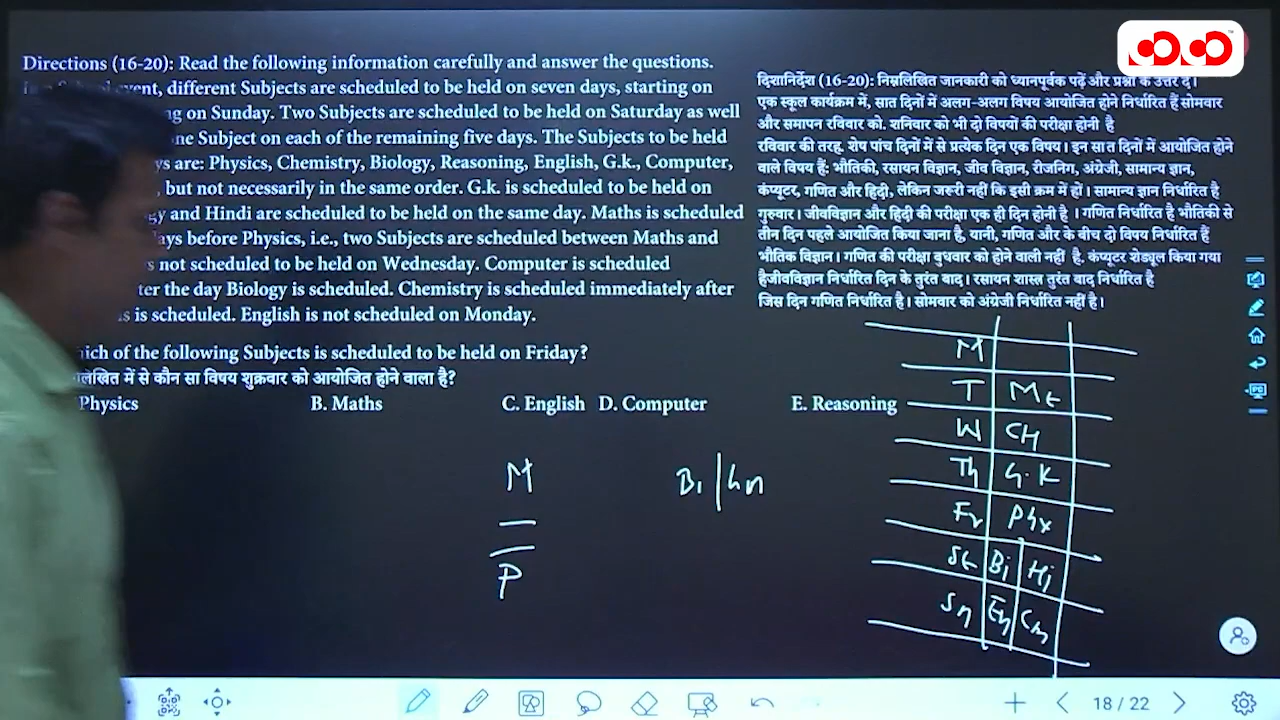 Directions (16-20): Read the following information carefully and answer the questions.
event, different Subjects are scheduled to be held on seven days, starting on
g on Sunday. Two Subjects are scheduled to be held on Saturday as well
ne Subject on each of the remaining five days. The Subjects to be held
ys are: Physics, Chemistry, Biology, Reasoning, English, G.k., Computer,
, but not necessarily in the same order. G.k. is scheduled to be held on
gy and Hindi are scheduled to be held on the same day. Maths is scheduled
ays before Physics, i.e., two Subjects are scheduled between Maths and
s not scheduled to be held on Wednesday. Computer is scheduled
ter the day Biology is scheduled. Chemistry is scheduled immediately after
s is scheduled. English is not scheduled on Monday.
ich of the following Subjects is scheduled to be held on Friday?
लेखित में से कौन सा विषय शुक्रवार को आयोजित होने वाला है?
Physics B. Maths C. English D. Computer E. Reasoning
दिशानिर्देश (16-20): निम्नलिखित जानकारी को ध्यानपूर्वक पढ़ें और प्रश्नों के उत्तर दें।
एक स्कूल कार्यक्रम में, सात दिनों में अलग-अलग विषय आयोजित होने निर्धारित हैं सोमवार
और समापन रविवार को. शनिवार को भी दो विषयों की परीक्षा होनी है
रविवार की तरह, शेष पांच दिनों में से प्रत्येक दिन एक विषय। इन सात दिनों में आयोजित होने
वाले विषय हैं: भौतिकी, रसायन विज्ञान, जीव विज्ञान, रीजनिग, अंग्रेजी, सामान्य ज्ञान,
कंप्यूटर, गणित और हिदी, लेकिन जरूरी नहीं कि इसी क्रम में हों। सामान्य ज्ञान निर्धारित है
गुरुवार। जीवविज्ञान और हिदी की परीक्षा एक ही दिन होनी है । गणित निर्धारित है भौतिकी से
तीन दिन पहले आयोजित किया जाना है, यानी, गणित और के बीच दो विषय निर्धारित हैं
भौतिक विज्ञान। गणित की परीक्षा बुधवार को होने वाली नहीं है, कंप्यूटर शेड्यूल किया गया
हैजीवविज्ञान निर्धारित दिन के तुरंत बाद। रसायन शास्त्र तुरंत बाद निर्धारित है
जिस दिन गणित निर्धारित है। सोमवार को अंग्रेजी निर्धारित नहीं है।
M
P
Bi
M
T Mt
W CH
Th G.K
Fr Phx
St Bi Hi
Sn En Cm
18 / 22